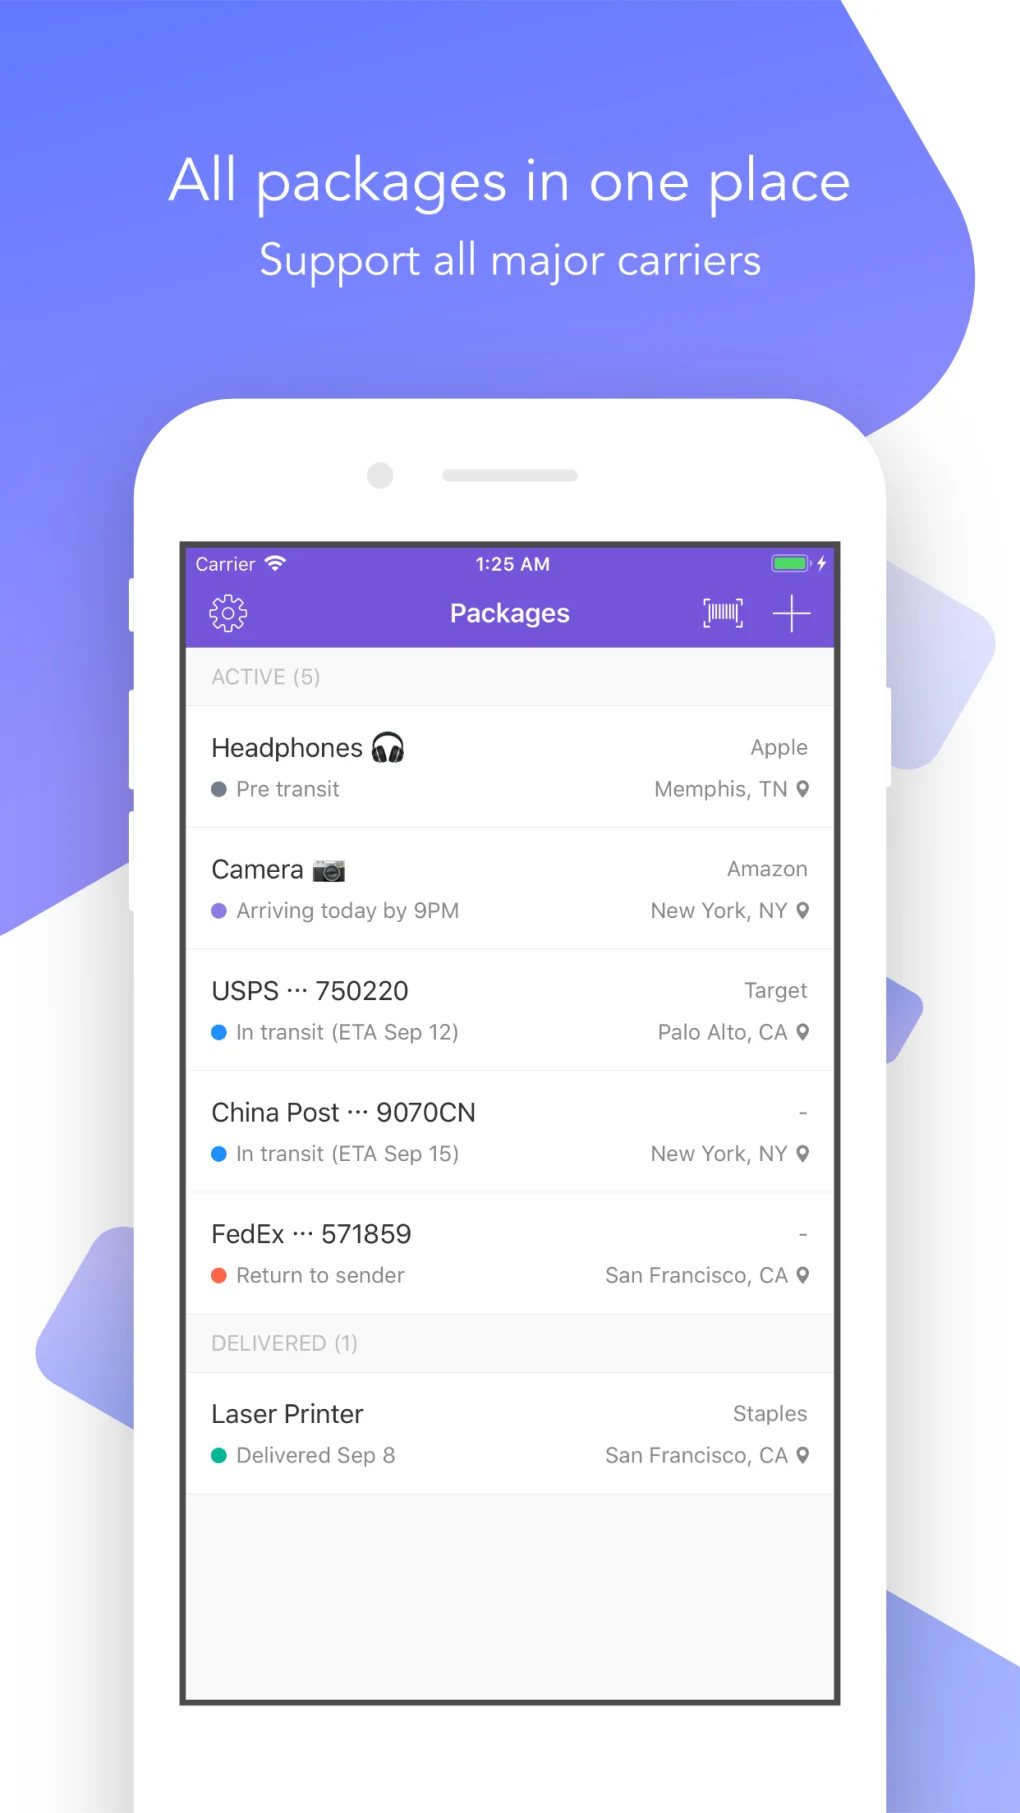 All packages in one place
Support all major carriers
Carrier 1:25 AM
Packages
ACTIVE (5)
Headphones 🎧 Apple
Pre transit Memphis, TN
Camera 📷 Amazon
Arriving today by 9PM New York, NY
USPS ··· 750220 Target
In transit (ETA Sep 12) Palo Alto, CA
China Post ··· 9070CN -
In transit (ETA Sep 15) New York, NY
FedEx ··· 571859 -
Return to sender San Francisco, CA
DELIVERED (1)
Laser Printer Staples
Delivered Sep 8 San Francisco, CA